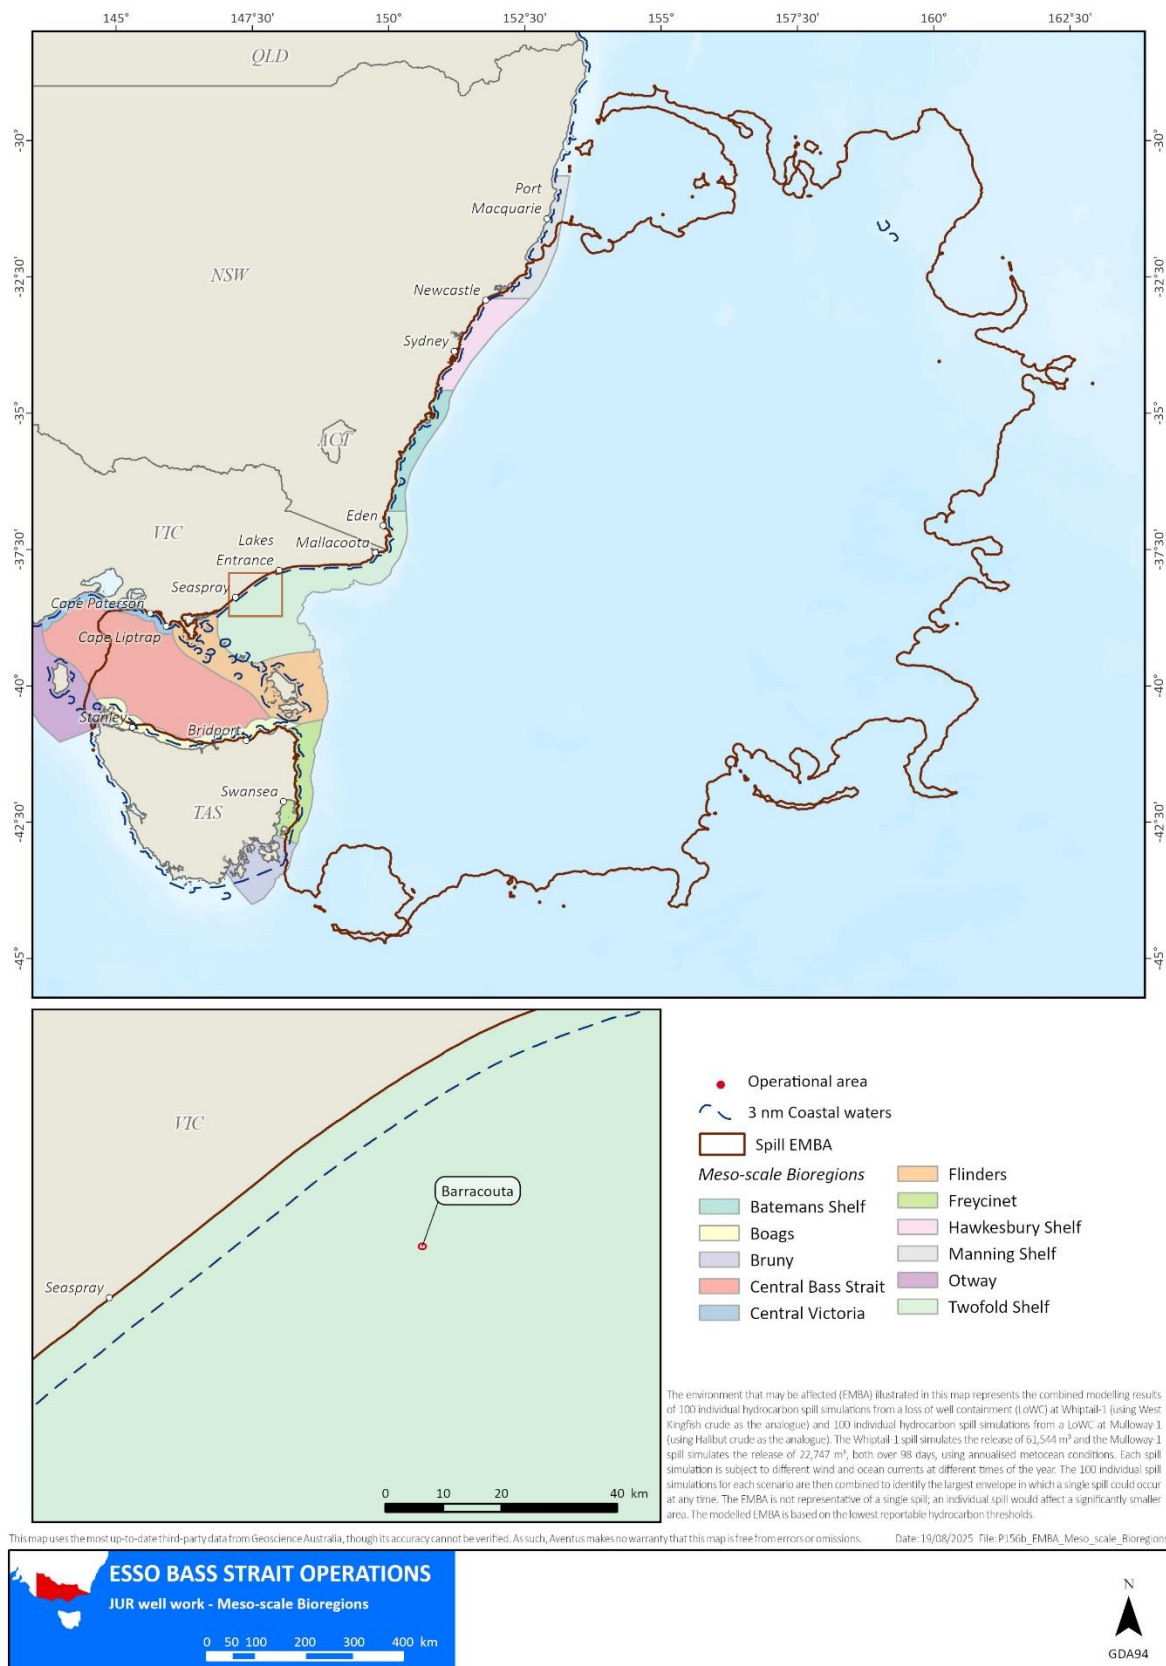 145°
147°30'
150°
152°30'
155°
157°30'
160°
162°30'
QLD
-30°
-30°
Port
Macquarie
NSW
-32°30'
-32°30'
Newcastle
Sydney
-35°
-35°
ACT
Eden
VIC
Lakes
Entrance
Mallacoota
-37°30'
-37°30'
Seaspray
Cape Paterson
Cape Liptrap
-40°
-40°
Stanley
Bridport
Swansea
TAS
-42°30'
-42°30'
-45°
-45°
VIC
Barracouta
Seaspray
0 20 40 km
10
Operational area
3 nm Coastal waters
Spill EMBA
Meso-scale Bioregions
Batemans Shelf
Boags
Bruny
Central Bass Strait
Central Victoria
Flinders
Freycinet
Hawkesbury Shelf
Manning Shelf
Otway
Twofold Shelf
The environment that may be affected (EMBA) illustrated in this map represents the combined modelling results
of 100 individual hydrocarbon spill simulations from a loss of well containment (LoWC) at Whiptail-1 (using West
Kingfish crude as the analogue) and 100 individual hydrocarbon spill simulations from a LoWC at Mulloway-1
(using Halibut crude as the analogue). The Whiptail-1 spill simulates the release of 61,544 m³ and the Mulloway-1
spill simulates the release of 22,747 m³, both over 98 days, using annualised metocean conditions. Each spill
simulation is subject to different wind and ocean currents at different times of the year. The 100 individual spill
simulations for each scenario are then combined to identify the largest envelope in which a single spill could occur
at any time. The EMBA is not representative of a single spill; an individual spill would affect a significantly smaller
area. The modelled EMBA is based on the lowest reportable hydrocarbon thresholds.
This map uses the most up-to-date third-party data from Geoscience Australia, though its accuracy cannot be verified. As such, Aventus makes no warranty that this map is free from errors or omissions.
Date: 19/08/2025 File: P156b_EMBA_Meso_scale_Bioregions
ESSO BASS STRAIT OPERATIONS
JUR well work - Meso-scale Bioregions
0 50 100 200 300 400 km
N
GDA94